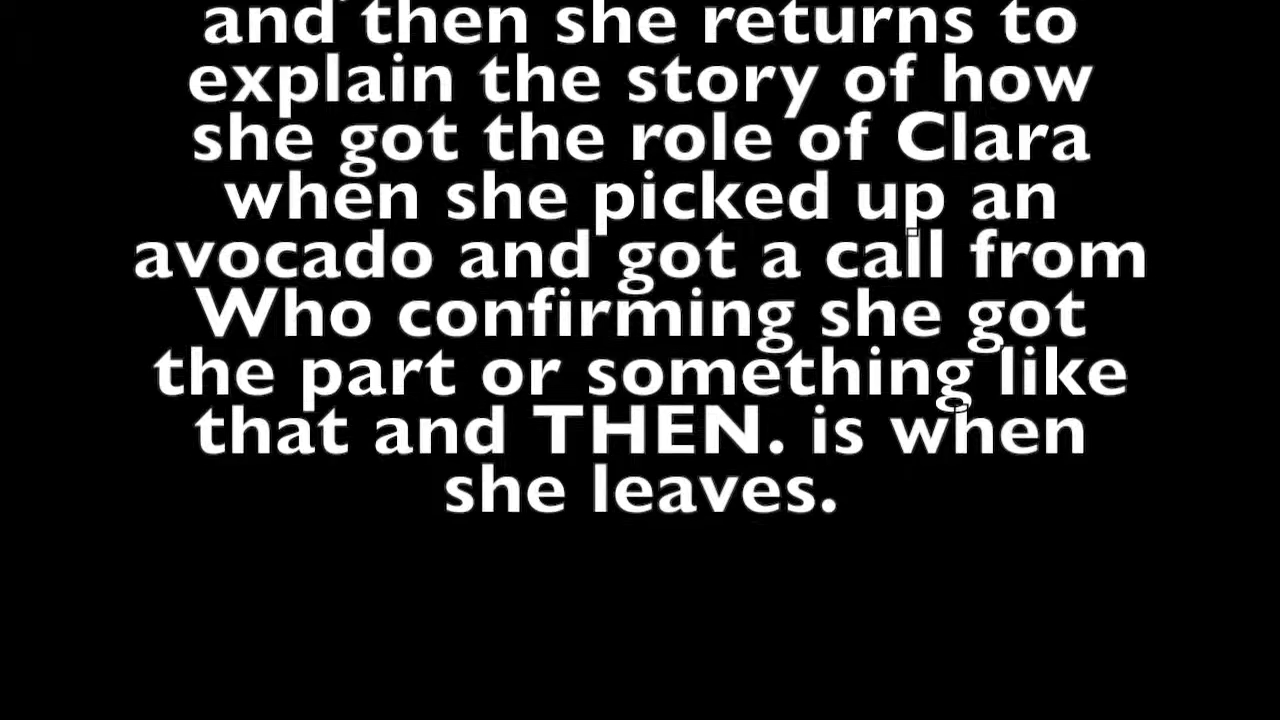 and then she returns to
explain the story of how
she got the role of Clara
when she picked up an
avocado and got a call from
Who confirming she got
the part or something like
that and THEN. is when
she leaves.